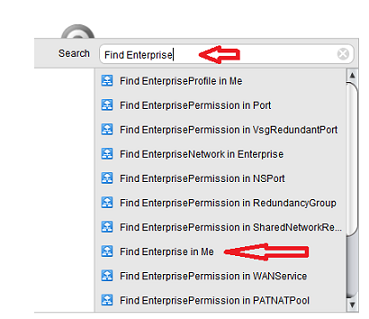 Search Find Enterprise
Find EnterpriseProfile in Me
Find EnterprisePermission in Port
Find EnterprisePermission in VsgRedundantPort
Find EnterpriseNetwork in Enterprise
Find EnterprisePermission in NSPort
Find EnterprisePermission in RedundancyGroup
Find EnterprisePermission in SharedNetworkRe...
Find Enterprise in Me
Find EnterprisePermission in WANService
Find EnterprisePermission in PATNATPool